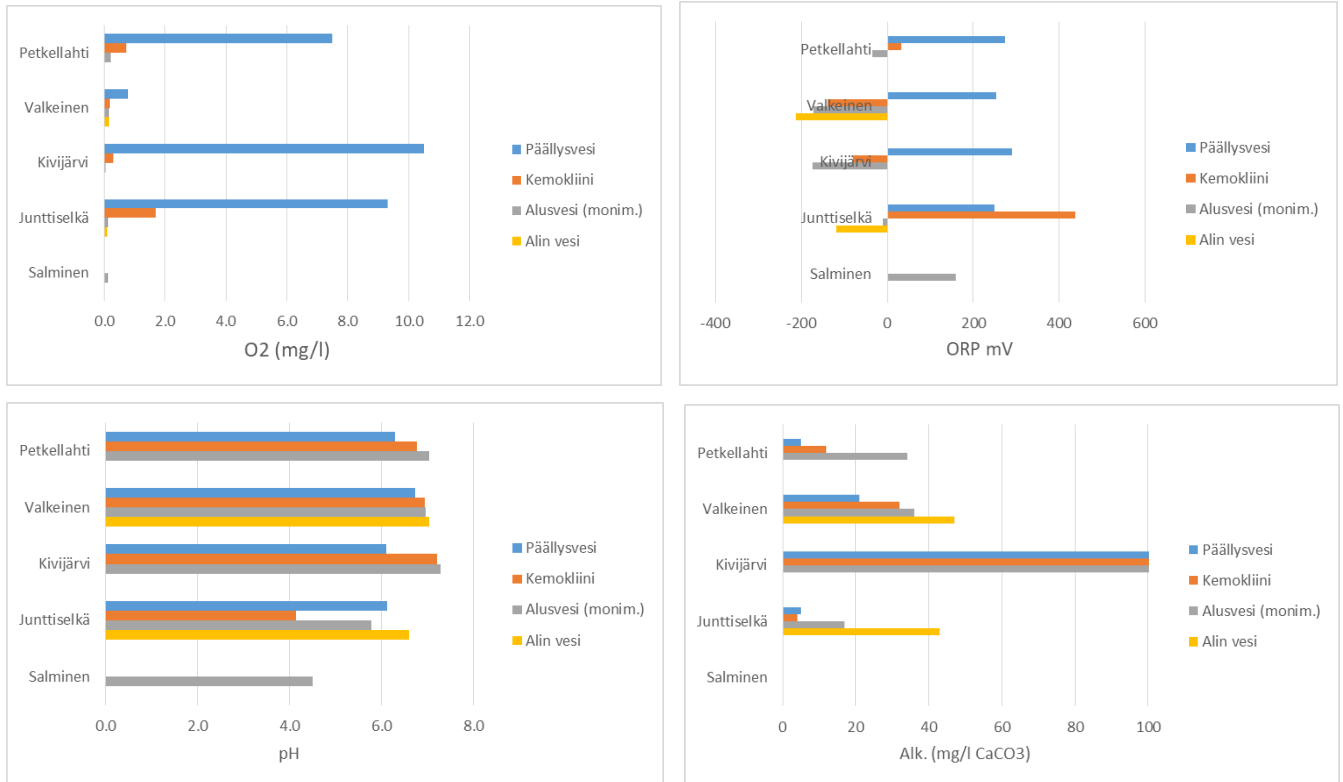 Petkellahti
Valkeinen
Kivijärvi
Junttiselkä
Salminen
0.0 2.0 4.0 6.0 8.0 10.0 12.0
O2 (mg/l)
Päällysvesi
Kemokliini
Alusvesi (monim.)
Alin vesi
Petkellahti
Valkeinen
Kivijärvi
Junttiselkä
Salminen
-400 -200 0 200 400 600
ORP mV
Päällysvesi
Kemokliini
Alusvesi (monim.)
Alin vesi
Petkellahti
Valkeinen
Kivijärvi
Junttiselkä
Salminen
0.0 2.0 4.0 6.0 8.0
pH
Päällysvesi
Kemokliini
Alusvesi (monim.)
Alin vesi
Petkellahti
Valkeinen
Kivijärvi
Junttiselkä
Salminen
0 20 40 60 80 100
Alk. (mg/l CaCO3)
Päällysvesi
Kemokliini
Alusvesi (monim.)
Alin vesi